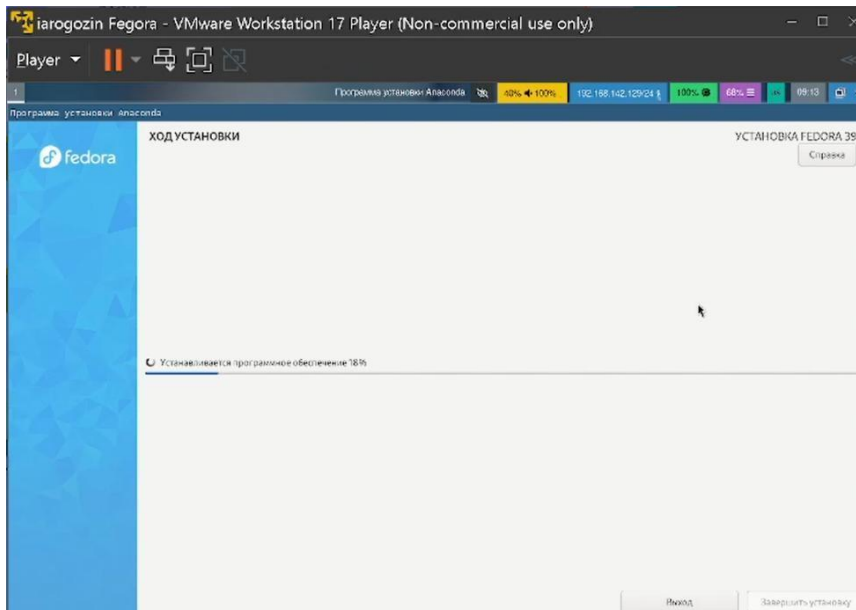 iarogozin Fegora - VMware Workstation 17 Player (Non-commercial use only)
Player
1 Программа установки Anaconda 40% 100% 192.168.142.129/24 100% 68% 09:13
Программа установки Anaconda
fedora
ХОД УСТАНОВКИ
УСТАНОВКА FEDORA 39
Справка
Устанавливается программное обеспечение 18%
Выход
Завершить установку